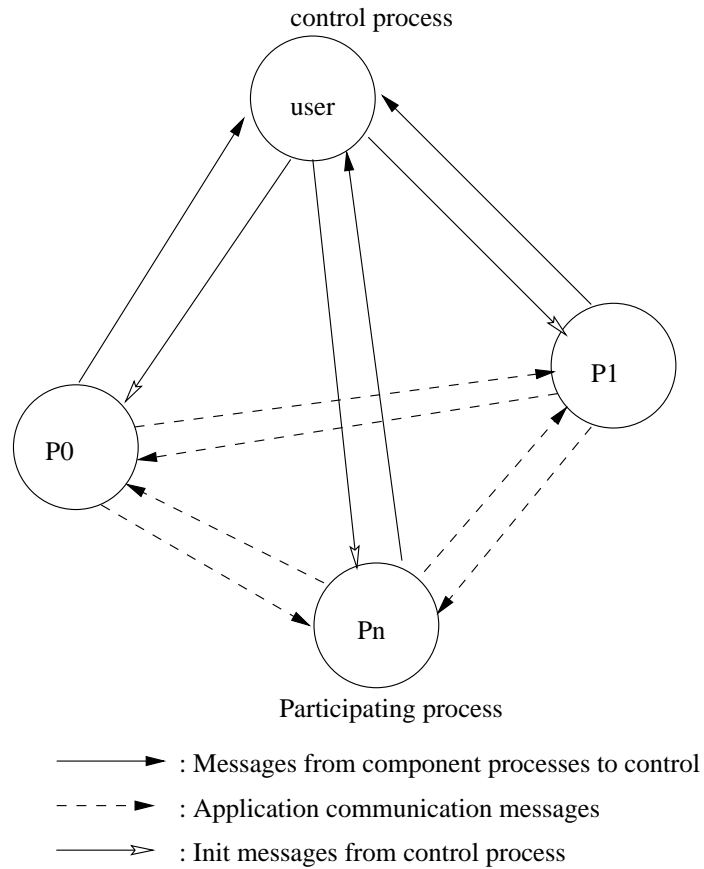 control process
user
P1
P0
Pn
Participating process
: Messages from component processes to control
: Application communication messages
: Init messages from control process